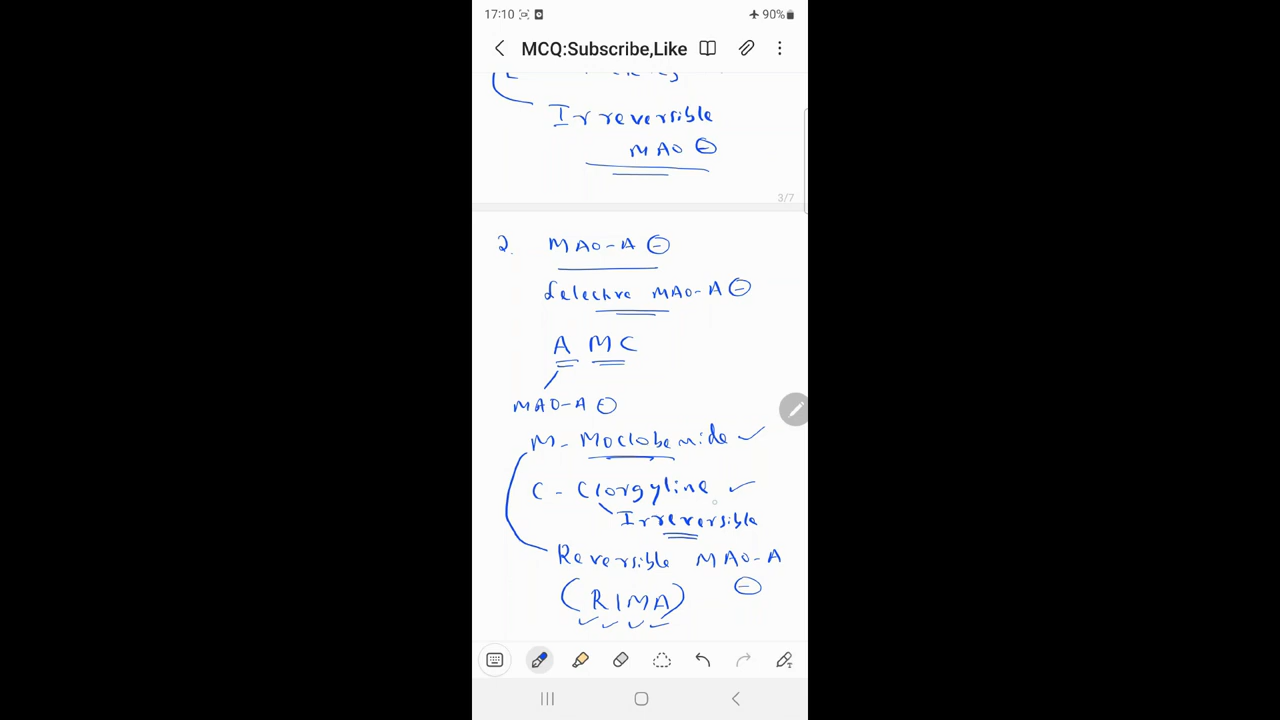 17:10 90%
MCQ:Subscribe,Like
Irreversible
MAO ⊖
3/7
2. MAO-A ⊖
Selective MAO-A ⊖
A MC
MAO-A ⊖
M - Moclobemide ✓
C - Clorgyline ✓
Irreversible
Reversible MAO-A
⊖
(RIMA)